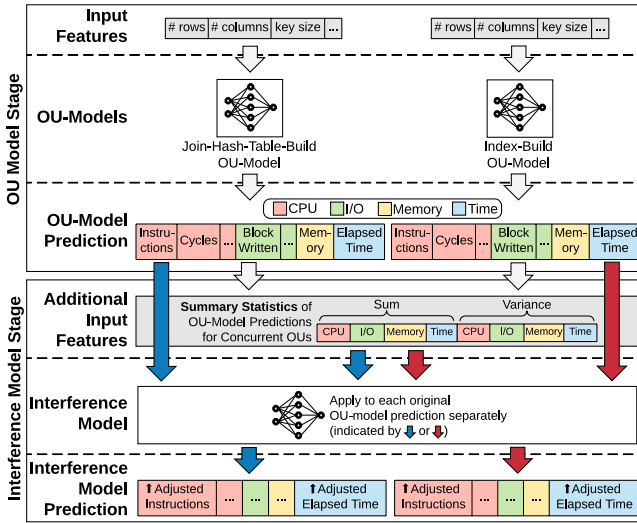 OU Model Stage
Input
Features
# rows # columns key size ...
# rows # columns key size ...
OU-Models
Join-Hash-Table-Build
OU-Model
Index-Build
OU-Model
OU-Model
Prediction
CPU I/O Memory Time
Instru-
ctions Cycles ... Block
Written ... Me-
mory Elapsed
Time
Instru-
ctions Cycles ... Block
Written ... Me-
mory Elapsed
Time
Interference Model Stage
Additional
Input
Features
Summary Statistics of
OU-Model Predictions
for Concurrent OUs
Sum
Variance
CPU I/O Memory Time CPU I/O Memory Time
Interference
Model
Apply to each original
OU-model prediction separately
(indicated by or )
Interference
Model
Prediction
Adjusted
Instructions ... ... ... Adjusted
Elapsed Time
Adjusted
Instructions ... ... ... Adjusted
Elapsed Time